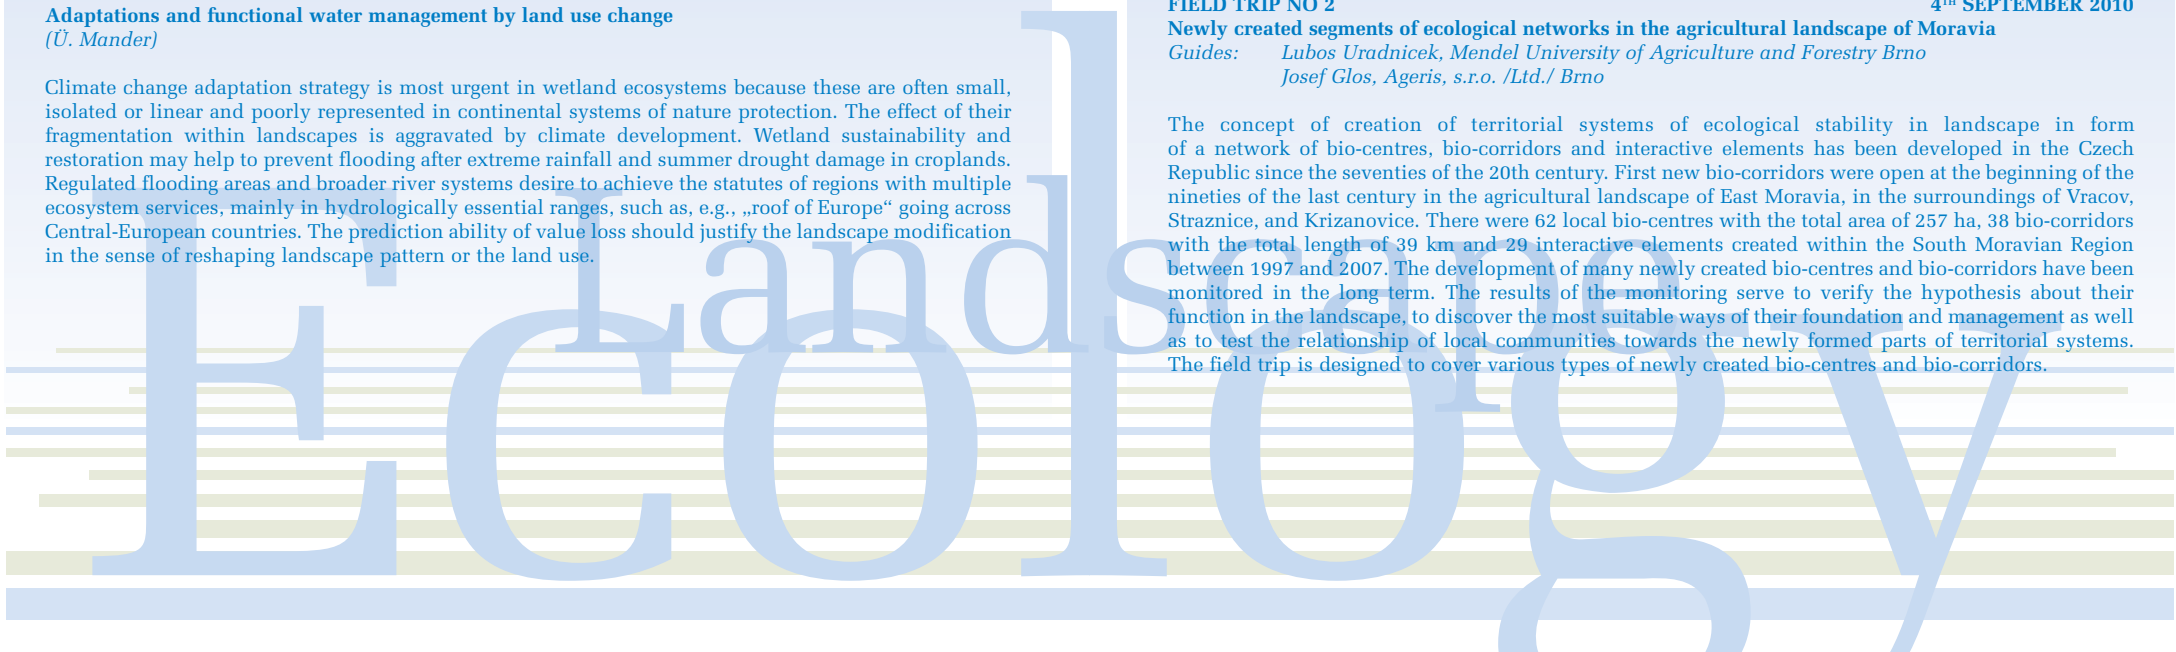 Adaptations and functional water management by land use change
(Ü. Mander)
Climate change adaptation strategy is most urgent in wetland ecosystems because these are often small,
isolated or linear and poorly represented in continental systems of nature protection. The effect of their
fragmentation within landscapes is aggravated by climate development. Wetland sustainability and
restoration may help to prevent flooding after extreme rainfall and summer drought damage in croplands.
Regulated flooding areas and broader river systems desire to achieve the statutes of regions with multiple
ecosystem services, mainly in hydrologically essential ranges, such as, e.g., „roof of Europe“ going across
Central-European countries. The prediction ability of value loss should justify the landscape modification
in the sense of reshaping landscape pattern or the land use.
FIELD TRIP NO 2 4TH SEPTEMBER 2010
Newly created segments of ecological networks in the agricultural landscape of Moravia
Guides: Lubos Uradnicek, Mendel University of Agriculture and Forestry Brno
Josef Glos, Ageris, s.r.o. /Ltd./ Brno
The concept of creation of territorial systems of ecological stability in landscape in form
of a network of bio-centres, bio-corridors and interactive elements has been developed in the Czech
Republic since the seventies of the 20th century. First new bio-corridors were open at the beginning of the
nineties of the last century in the agricultural landscape of East Moravia, in the surroundings of Vracov,
Straznice, and Krizanovice. There were 62 local bio-centres with the total area of 257 ha, 38 bio-corridors
with the total length of 39 km and 29 interactive elements created within the South Moravian Region
between 1997 and 2007. The development of many newly created bio-centres and bio-corridors have been
monitored in the long term. The results of the monitoring serve to verify the hypothesis about their
function in the landscape, to discover the most suitable ways of their foundation and management as well
as to test the relationship of local communities towards the newly formed parts of territorial systems.
The field trip is designed to cover various types of newly created bio-centres and bio-corridors.
Landscape
Ecology